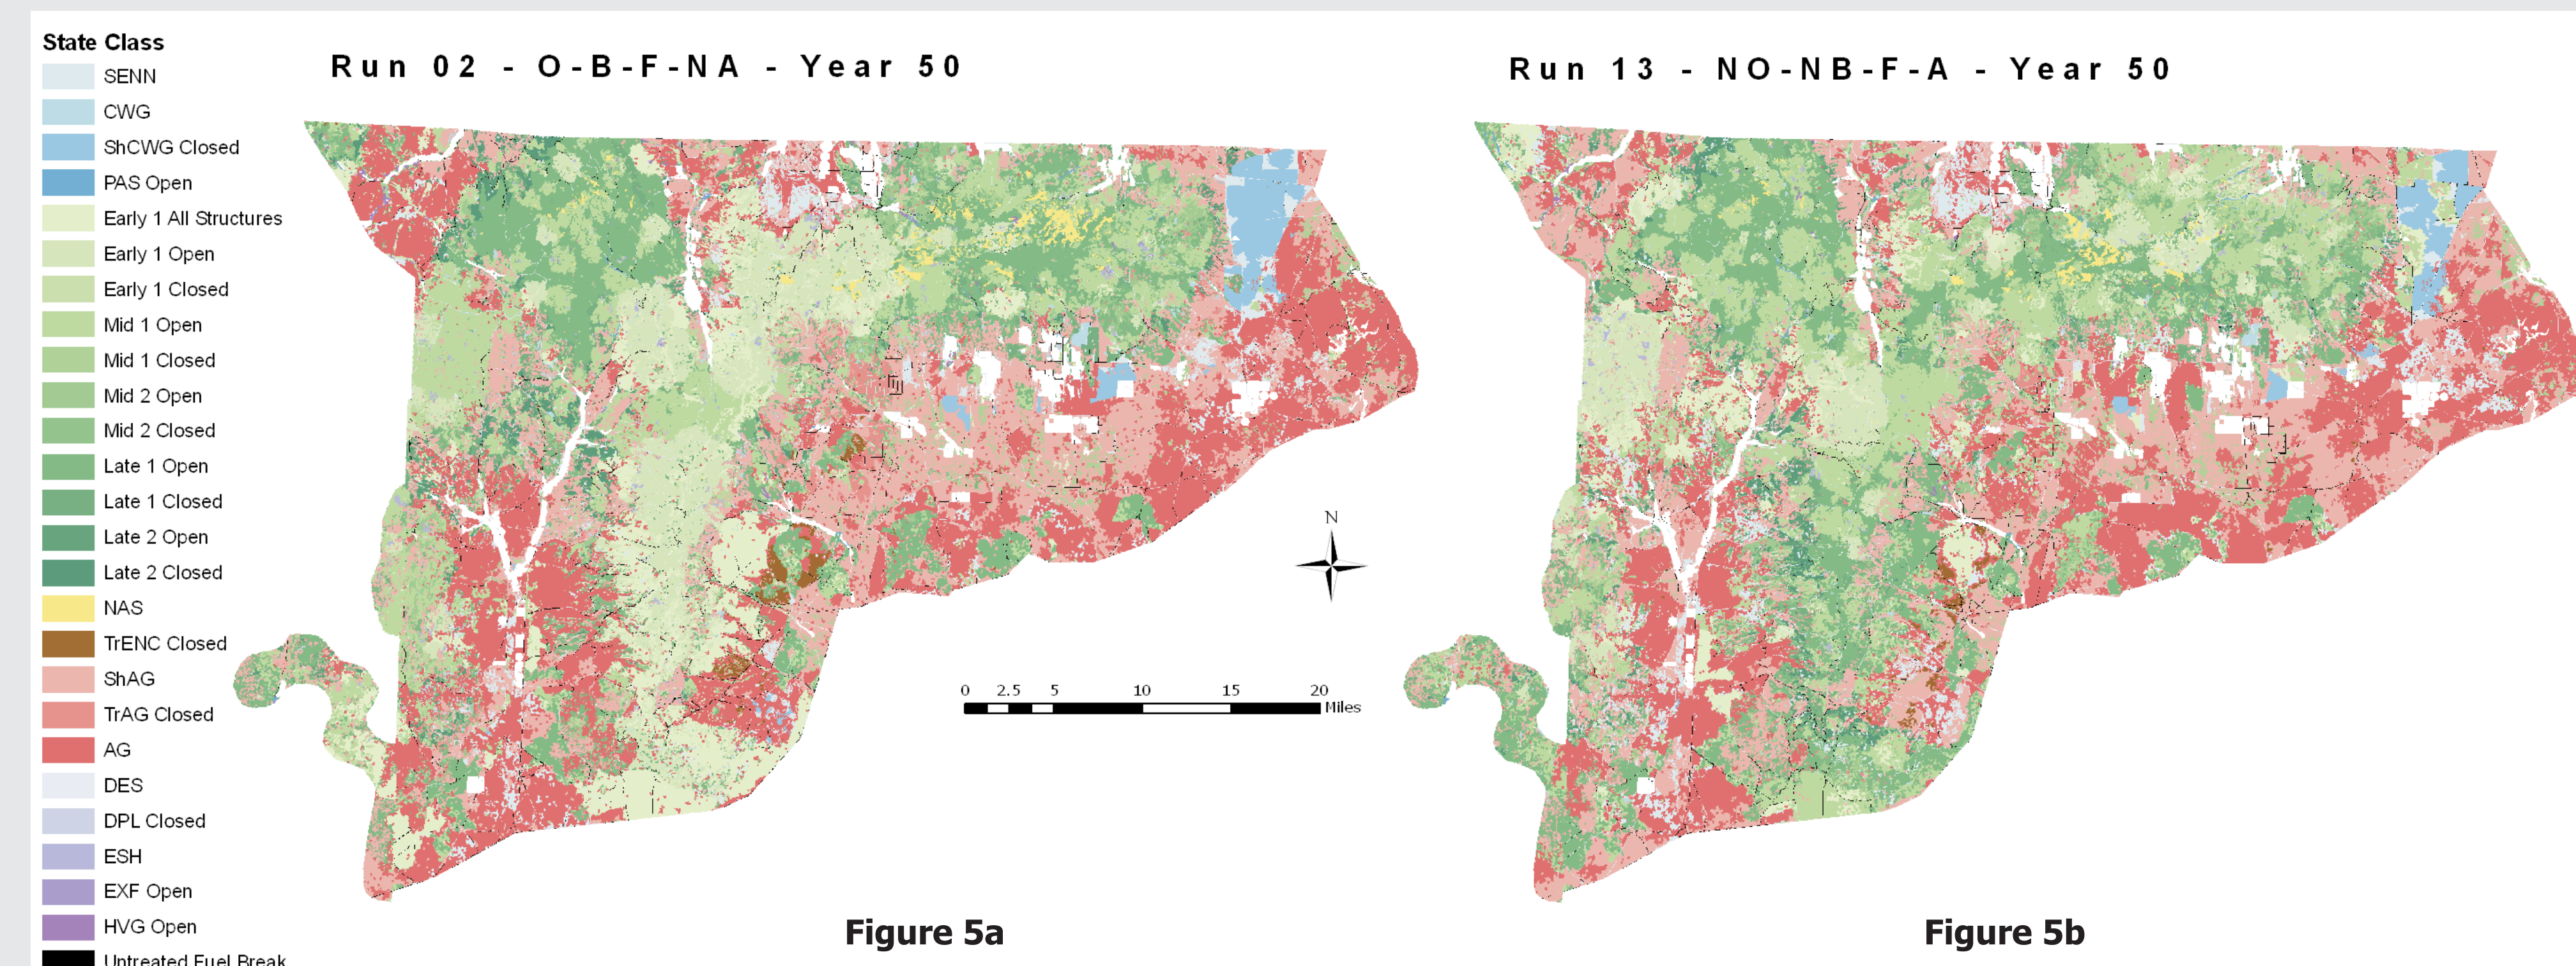 State Class
SENN
CWG
ShCWG Closed
PAS Open
Early 1 All Structures
Early 1 Open
Early 1 Closed
Mid 1 Open
Mid 1 Closed
Mid 2 Open
Mid 2 Closed
Late 1 Open
Late 1 Closed
Late 2 Open
Late 2 Closed
NAS
TrENC Closed
ShAG
TrAG Closed
AG
DES
DPL Closed
ESH
EXF Open
HVG Open
Untreated Fuel Break
Run 02 - O-B-F-NA - Year 50
N
0 2.5 5 10 15 20
Miles
Figure 5a
Run 13 - NO-NB-F-A - Year 50
Figure 5b